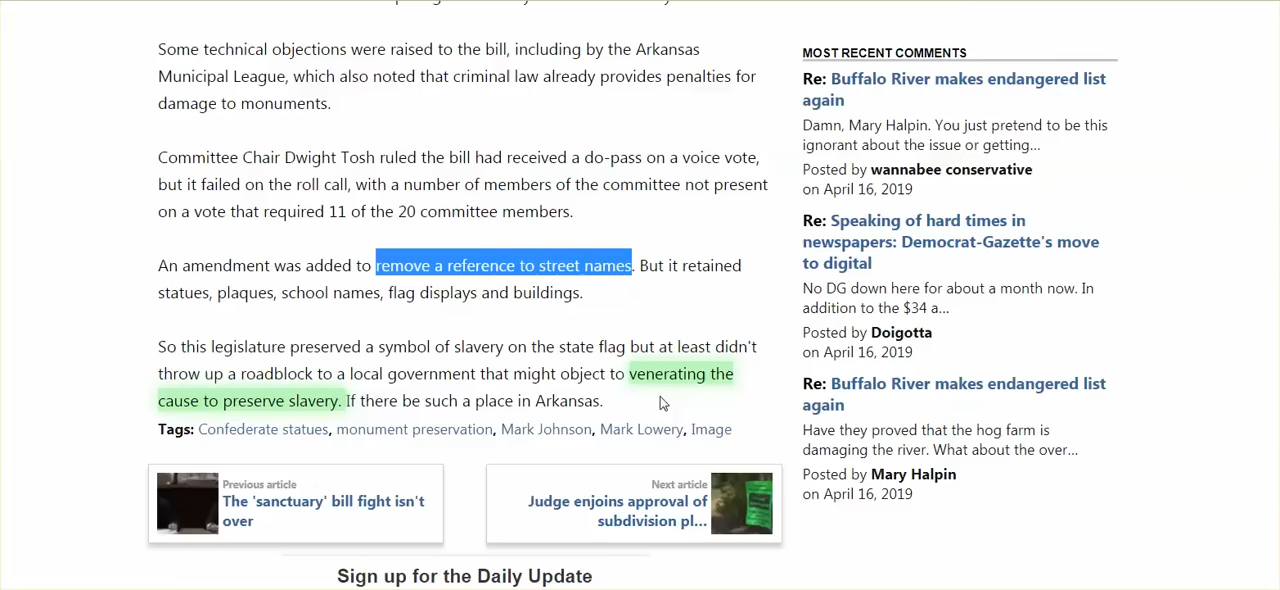 Some technical objections were raised to the bill, including by the Arkansas
Municipal League, which also noted that criminal law already provides penalties for
damage to monuments.
Committee Chair Dwight Tosh ruled the bill had received a do-pass on a voice vote,
but it failed on the roll call, with a number of members of the committee not present
on a vote that required 11 of the 20 committee members.
An amendment was added to remove a reference to street names. But it retained
statues, plaques, school names, flag displays and buildings.
So this legislature preserved a symbol of slavery on the state flag but at least didn't
throw up a roadblock to a local government that might object to venerating the
cause to preserve slavery. If there be such a place in Arkansas.
Tags: Confederate statues, monument preservation, Mark Johnson, Mark Lowery, Image
Previous article
The 'sanctuary' bill fight isn't
over
Next article
Judge enjoins approval of
subdivision pl...
Sign up for the Daily Update
MOST RECENT COMMENTS
Re: Buffalo River makes endangered list
again
Damn, Mary Halpin. You just pretend to be this
ignorant about the issue or getting...
Posted by wannabee conservative
on April 16, 2019
Re: Speaking of hard times in
newspapers: Democrat-Gazette's move
to digital
No DG down here for about a month now. In
addition to the $34 a...
Posted by Doigotta
on April 16, 2019
Re: Buffalo River makes endangered list
again
Have they proved that the hog farm is
damaging the river. What about the over...
Posted by Mary Halpin
on April 16, 2019